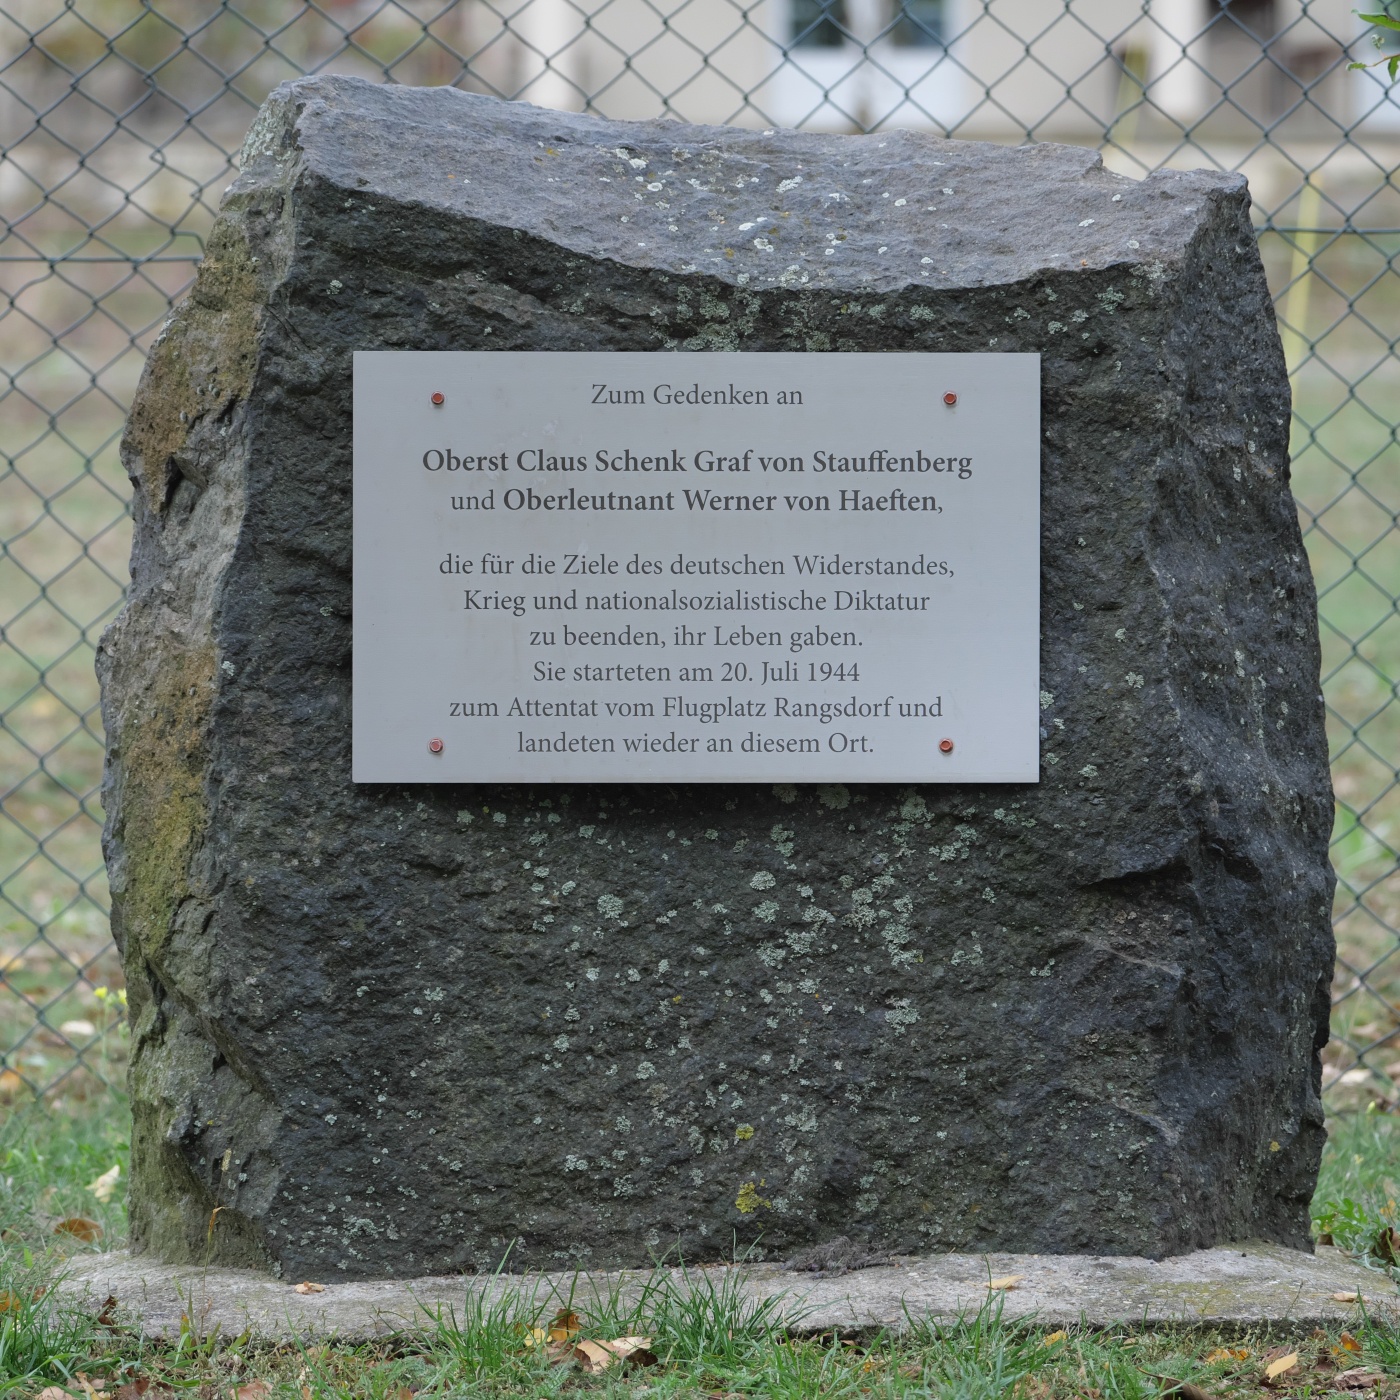 Zum Gedenken an
Oberst Claus Schenk Graf von Stauffenberg
und Oberleutnant Werner von Haeften,
die für die Ziele des deutschen Widerstandes,
Krieg und nationalsozialistische Diktatur
zu beenden, ihr Leben gaben.
Sie starteten am 20. Juli 1944
zum Attentat vom Flugplatz Rangsdorf und
landeten wieder an diesem Ort.